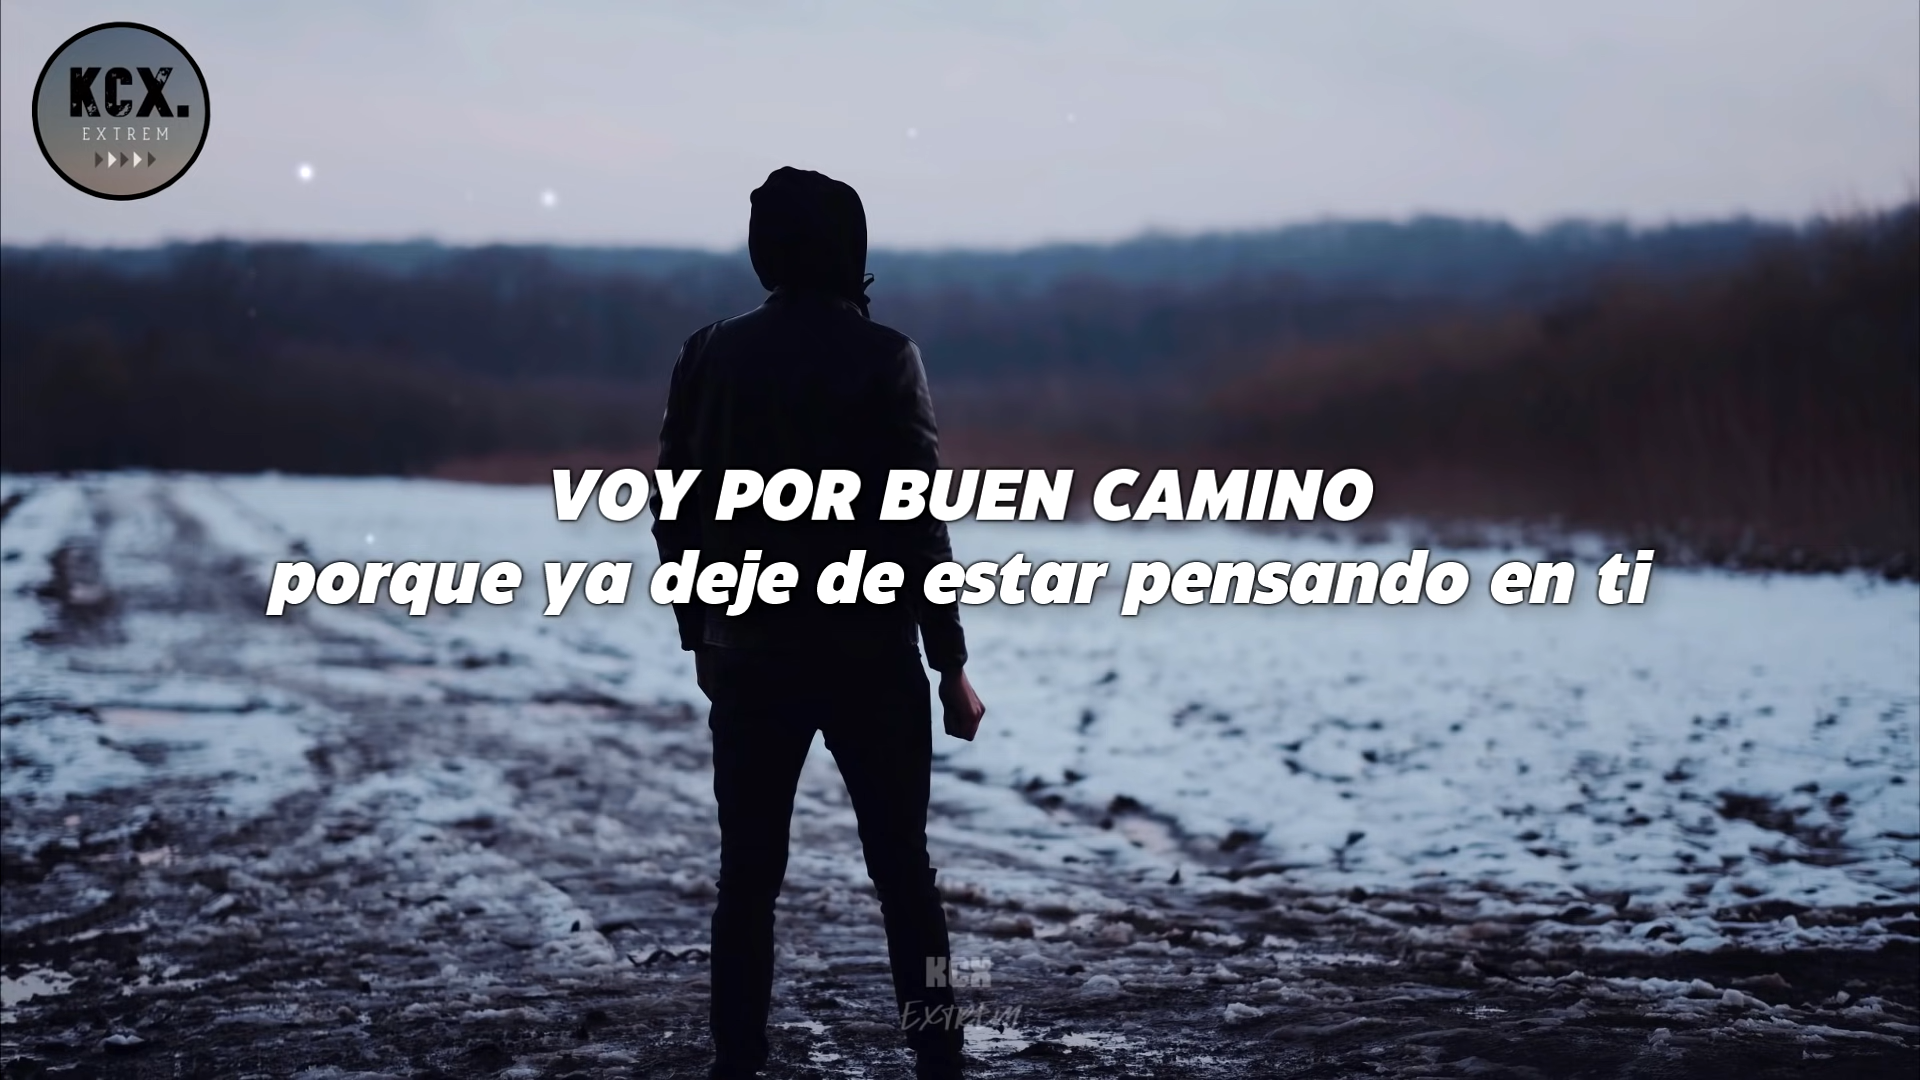 KCX.
EXTREM
VOY POR BUEN CAMINO
porque ya deje de estar pensando en ti
KCX
EXTREM